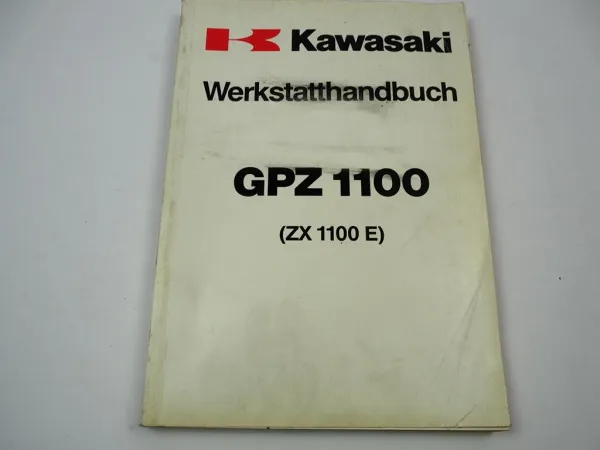 Kawasaki
Werkstatthandbuch
GPZ 1100
(ZX 1100 E)